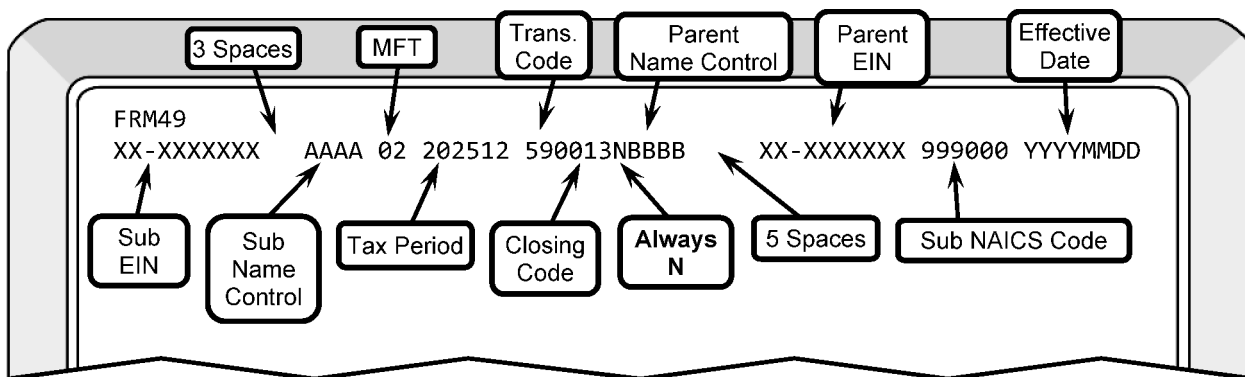 3 Spaces
MFT
Trans.
Code
Parent
Name Control
Parent
EIN
Effective
Date
FRM49
XX-XXXXXXX   AAAA 02 202512 590013NBBBB     XX-XXXXXXX 999000 YYYYMMDD
Sub
EIN
Sub
Name
Control
Tax Period
Closing
Code
Always
N
5 Spaces
Sub NAICS Code